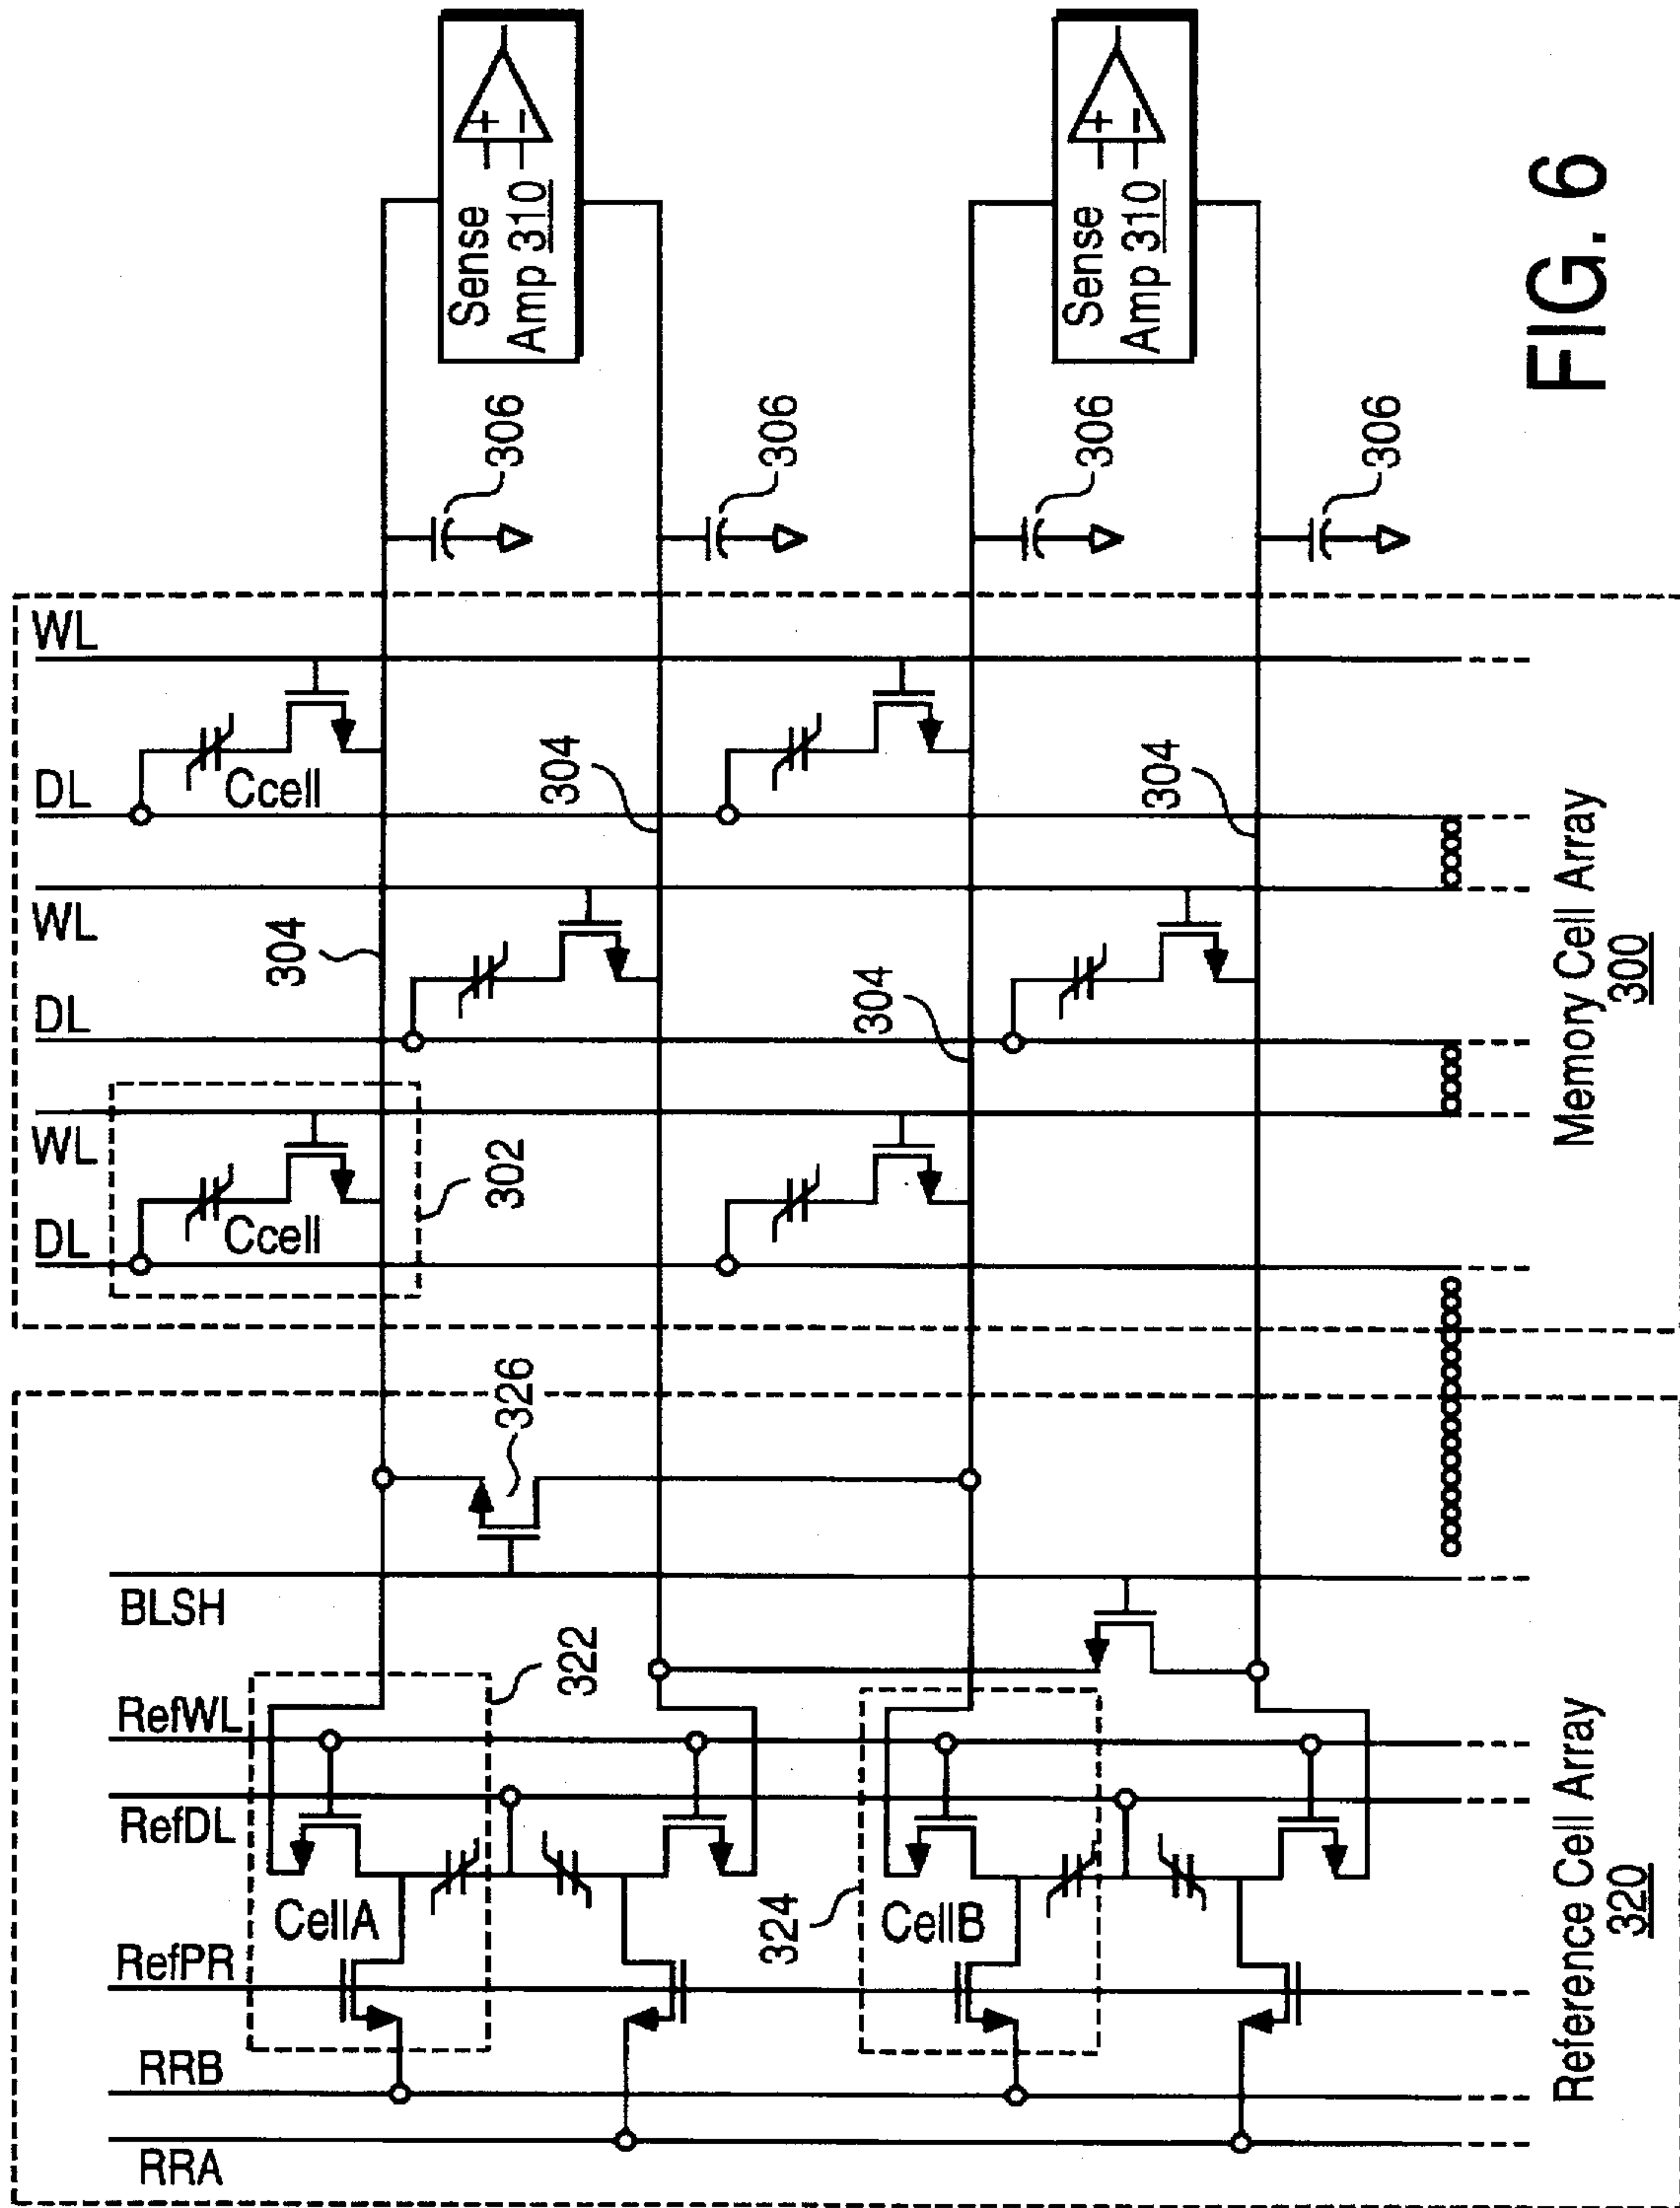 Sense
Amp 310
Sense
Amp 310
306
306
306
306
FIG. 6
WL
DL
Ccell
304
304
WL
304
DL
304
WL
302
DL
Ccell
Memory Cell Array
300
326
BLSH
322
RefWL
RefDL
CellA
324
CellB
RefPR
RRB
RRA
Reference Cell Array
320